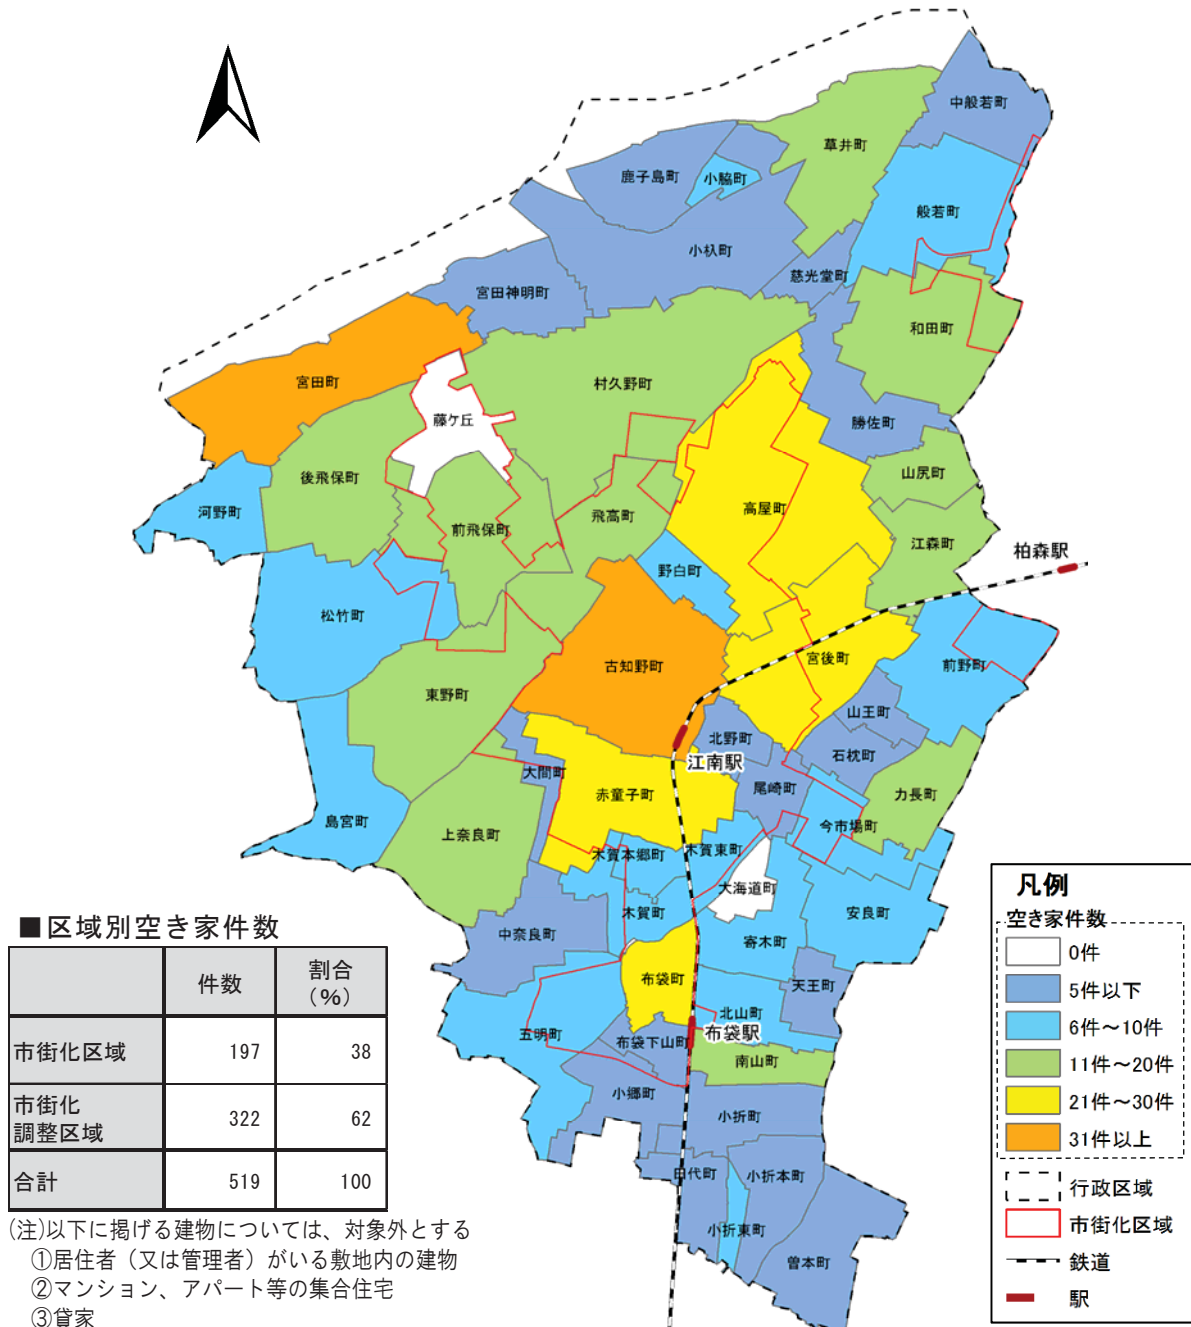 中般若町
草井町
鹿子島町
小脇町
般若町
小杁町
慈光堂町
宮田神明町
和田町
宮田町
村久野町
藤ケ丘
勝佐町
山尻町
後飛保町
河野町
高屋町
飛高町
前飛保町
江森町
柏森駅
野白町
松竹町
古知野町
宮後町
前野町
東野町
山王町
北野町
江南駅
石枕町
大間町
尾崎町
赤童子町
力長町
島宮町
上奈良町
今市場町
木賀本郷町
木賀東町
大海道町
木賀町
安良町
中奈良町
寄木町
布袋町
天王町
北山町
五明町
布袋駅
布袋下山町
南山町
小郷町
小折町
田代町
小折本町
小折東町
曽本町
■区域別空き家件数
件数 割合
(%)
市街化区域 197 38
市街化
調整区域 322 62
合計 519 100
(注)以下に掲げる建物については、対象外とする
①居住者（又は管理者）がいる敷地内の建物
②マンション、アパート等の集合住宅
③貸家
凡例
空き家件数
0件
5件以下
6件～10件
11件～20件
21件～30件
31件以上
行政区域
市街化区域
鉄道
駅